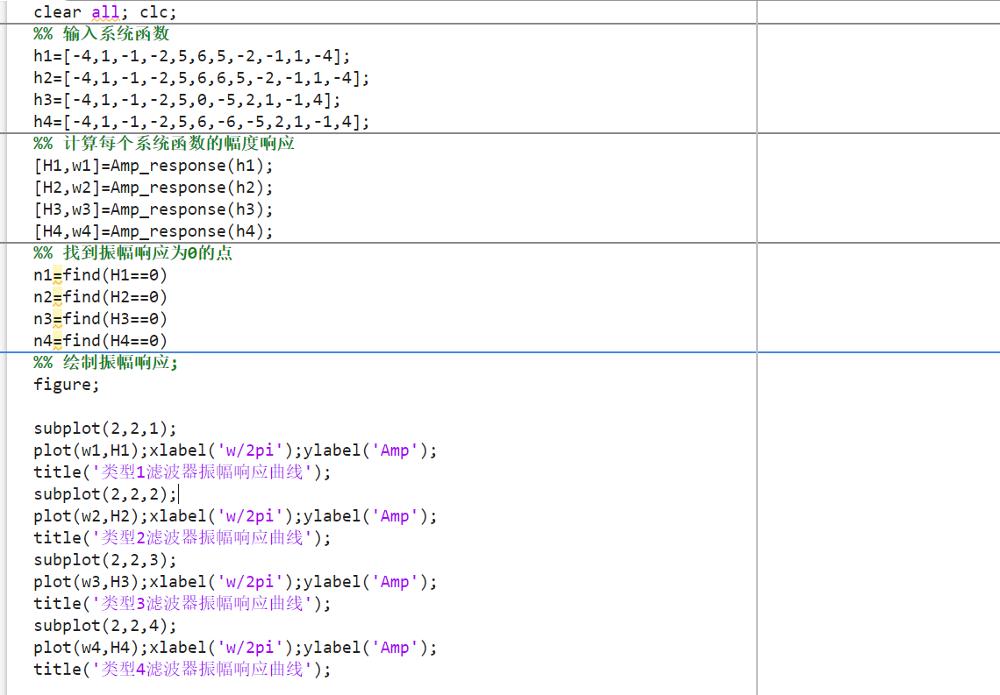 clear all; clc;
%% 输入系统函数
h1=[-4,1,-1,-2,5,6,5,-2,-1,1,-4];
h2=[-4,1,-1,-2,5,6,6,5,-2,-1,1,-4];
h3=[-4,1,-1,-2,5,0,-5,2,1,-1,4];
h4=[-4,1,-1,-2,5,6,-6,-5,2,1,-1,4];
%% 计算每个系统函数的幅度响应
[H1,w1]=Amp_response(h1);
[H2,w2]=Amp_response(h2);
[H3,w3]=Amp_response(h3);
[H4,w4]=Amp_response(h4);
%% 找到振幅响应为0的点
n1=find(H1==0)
n2=find(H2==0)
n3=find(H3==0)
n4=find(H4==0)
%% 绘制振幅响应;
figure;
subplot(2,2,1);
plot(w1,H1);xlabel('w/2pi');ylabel('Amp');
title('类型1滤波器振幅响应曲线');
subplot(2,2,2);
plot(w2,H2);xlabel('w/2pi');ylabel('Amp');
title('类型2滤波器振幅响应曲线');
subplot(2,2,3);
plot(w3,H3);xlabel('w/2pi');ylabel('Amp');
title('类型3滤波器振幅响应曲线');
subplot(2,2,4);
plot(w4,H4);xlabel('w/2pi');ylabel('Amp');
title('类型4滤波器振幅响应曲线');